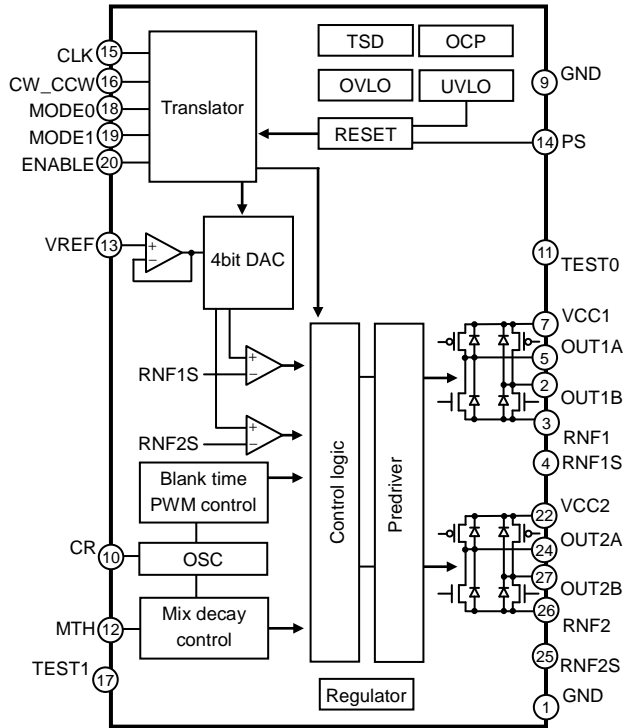 CLK 15
CW_CCW 16
MODE0 18
MODE1 19
ENABLE 20
Translator
TSD
OCP
OVLO
UVLO
RESET
9 GND
14 PS
VREF 13
+
−
4bit DAC
11
TEST0
RNF1S
+
−
RNF2S
+
−
Blank time
PWM control
CR
10
OSC
MTH
12
Mix decay
control
TEST1
17
Control logic
Predriver
Regulator
7 VCC1
5 OUT1A
2 OUT1B
3 RNF1
4 RNF1S
22 VCC2
24 OUT2A
27 OUT2B
26 RNF2
25 RNF2S
1 GND